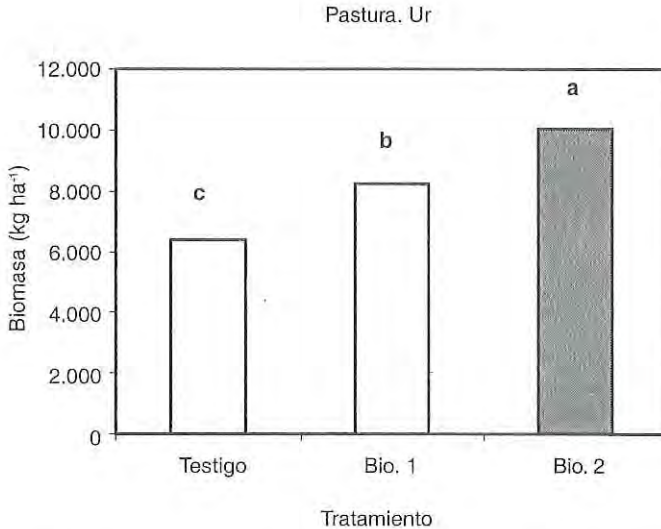 Pastura. Ur
12.000
10.000
8.000
6.000
4.000
2.000
0
Biomasa (kg ha⁻¹)
c
b
a
Testigo Bio. 1 Bio. 2
Tratamiento